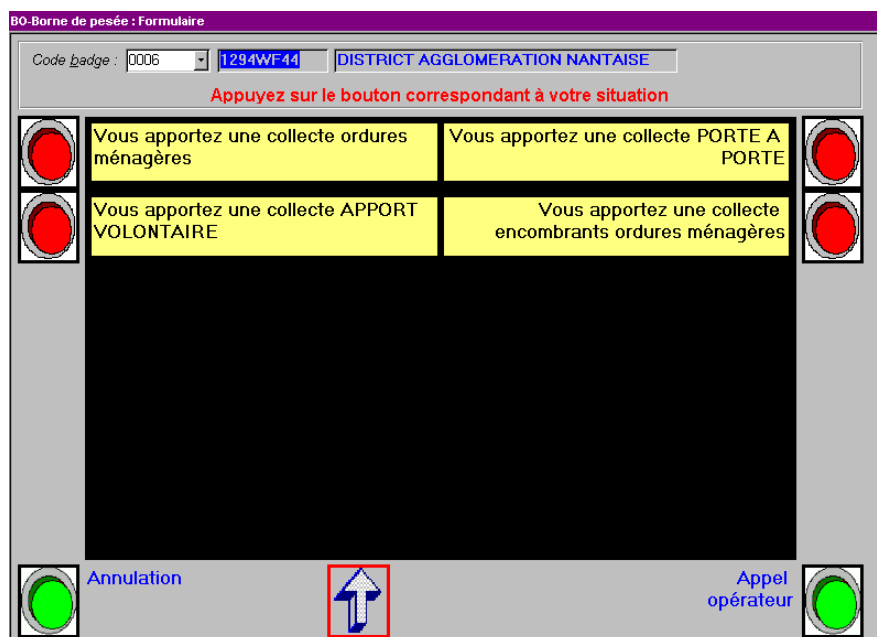 BO-Borne de pesée : Formulaire
Code badge : 0006 1294WF44 DISTRICT AGGLOMERATION NANTAISE
Appuyez sur le bouton correspondant à votre situation
Vous apportez une collecte ordures
ménagères
Vous apportez une collecte PORTE A
PORTE
Vous apportez une collecte APPORT
VOLONTAIRE
Vous apportez une collecte
encombrants ordures ménagères
Annulation
Appel
opérateur